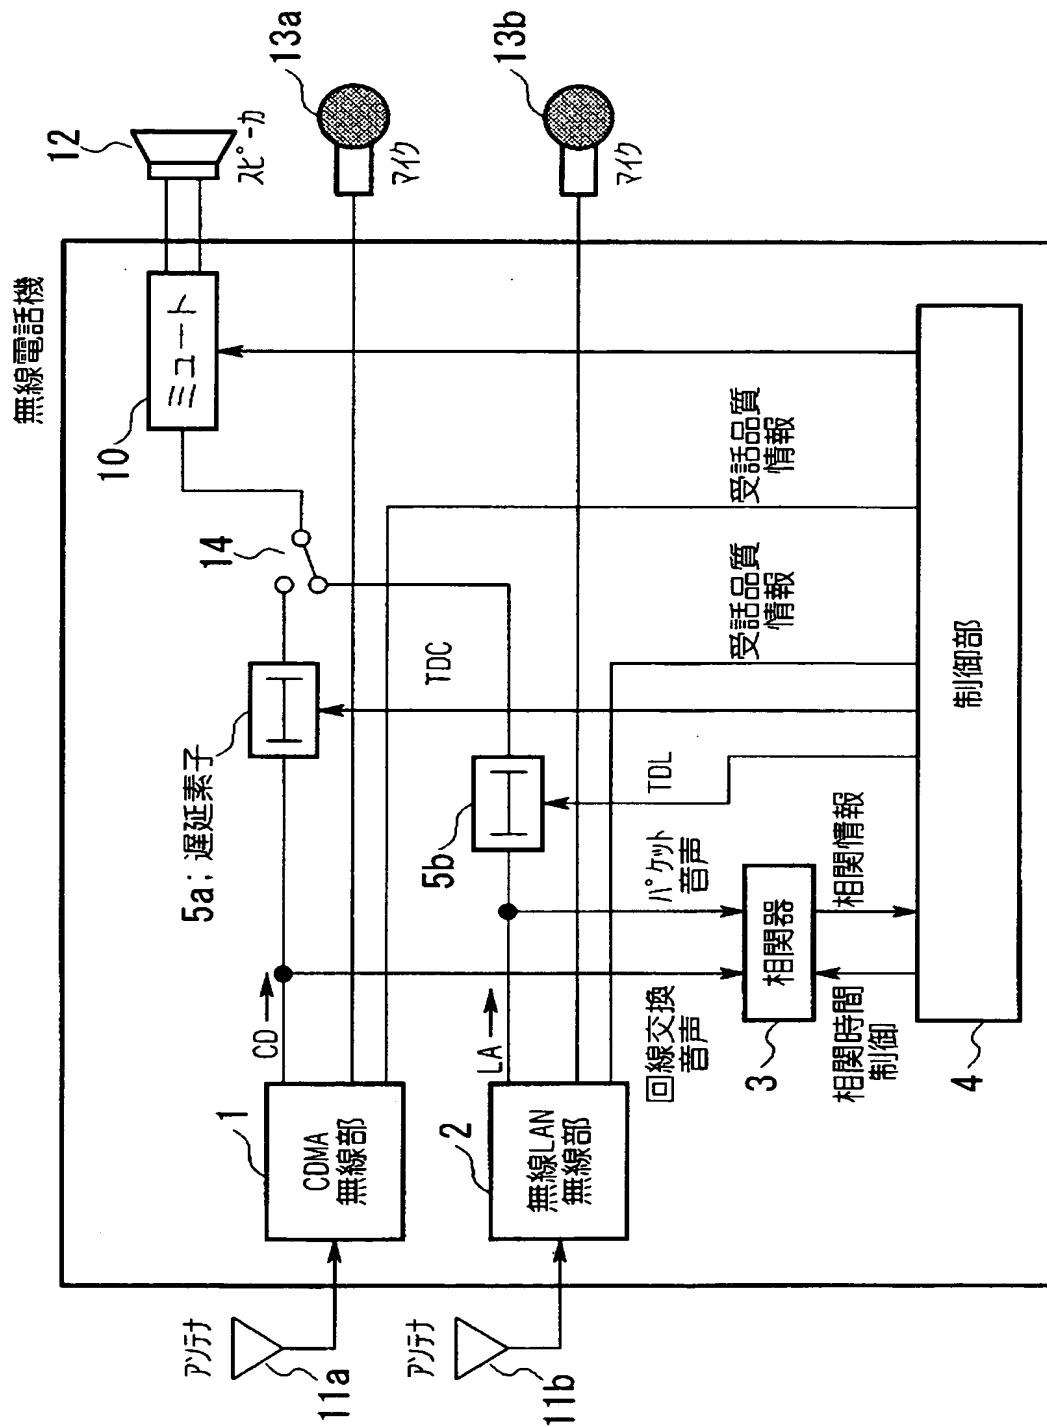 無線電話機
アンテナ
11a
アンテナ
11b
1
CDMA
無線部
2
無線LAN
無線部
CD
LA
5a;遅延素子
5b
TDC
TDL
14
10
ミュート
12
スピーカ
13a
マイク
13b
マイク
回線交換
音声
パケット
音声
3
相関器
相関時間
制御
相関情報
受話品質
情報
受話品質
情報
4
制御部